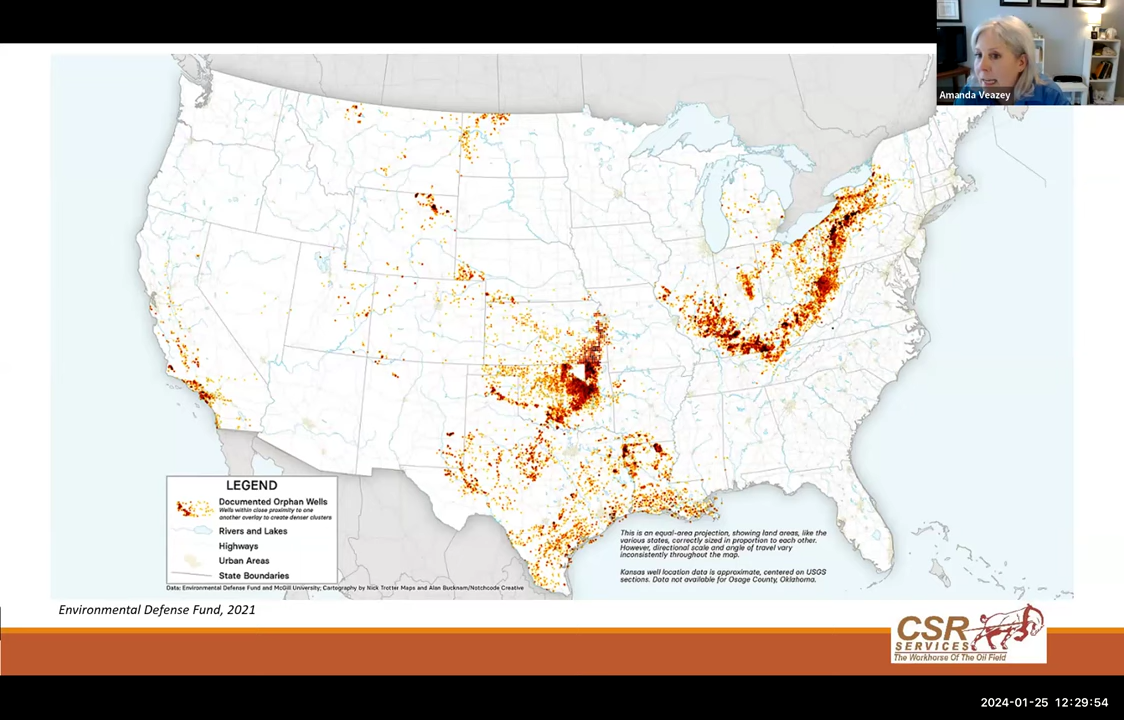 Amanda Veazey
LEGEND
Documented Orphan Wells
Wells within close proximity to one
another overlay to create denser clusters
Rivers and Lakes
Highways
Urban Areas
State Boundaries
This is an equal-area projection, showing land areas, like the
various states, correctly sized in proportion to each other.
However, directional scale and angle of travel vary
inconsistently throughout the map.
Kansas well location data is approximate, centered on USGS
sections. Data not available for Osage County, Oklahoma.
Data: Environmental Defense Fund and McGill University; Cartography by Nick Trotter Maps and Alan Bucknam/Notchcode Creative
Environmental Defense Fund, 2021
CSR
SERVICES
The Workhorse Of The Oil Field
2024-01-25 12:29:54